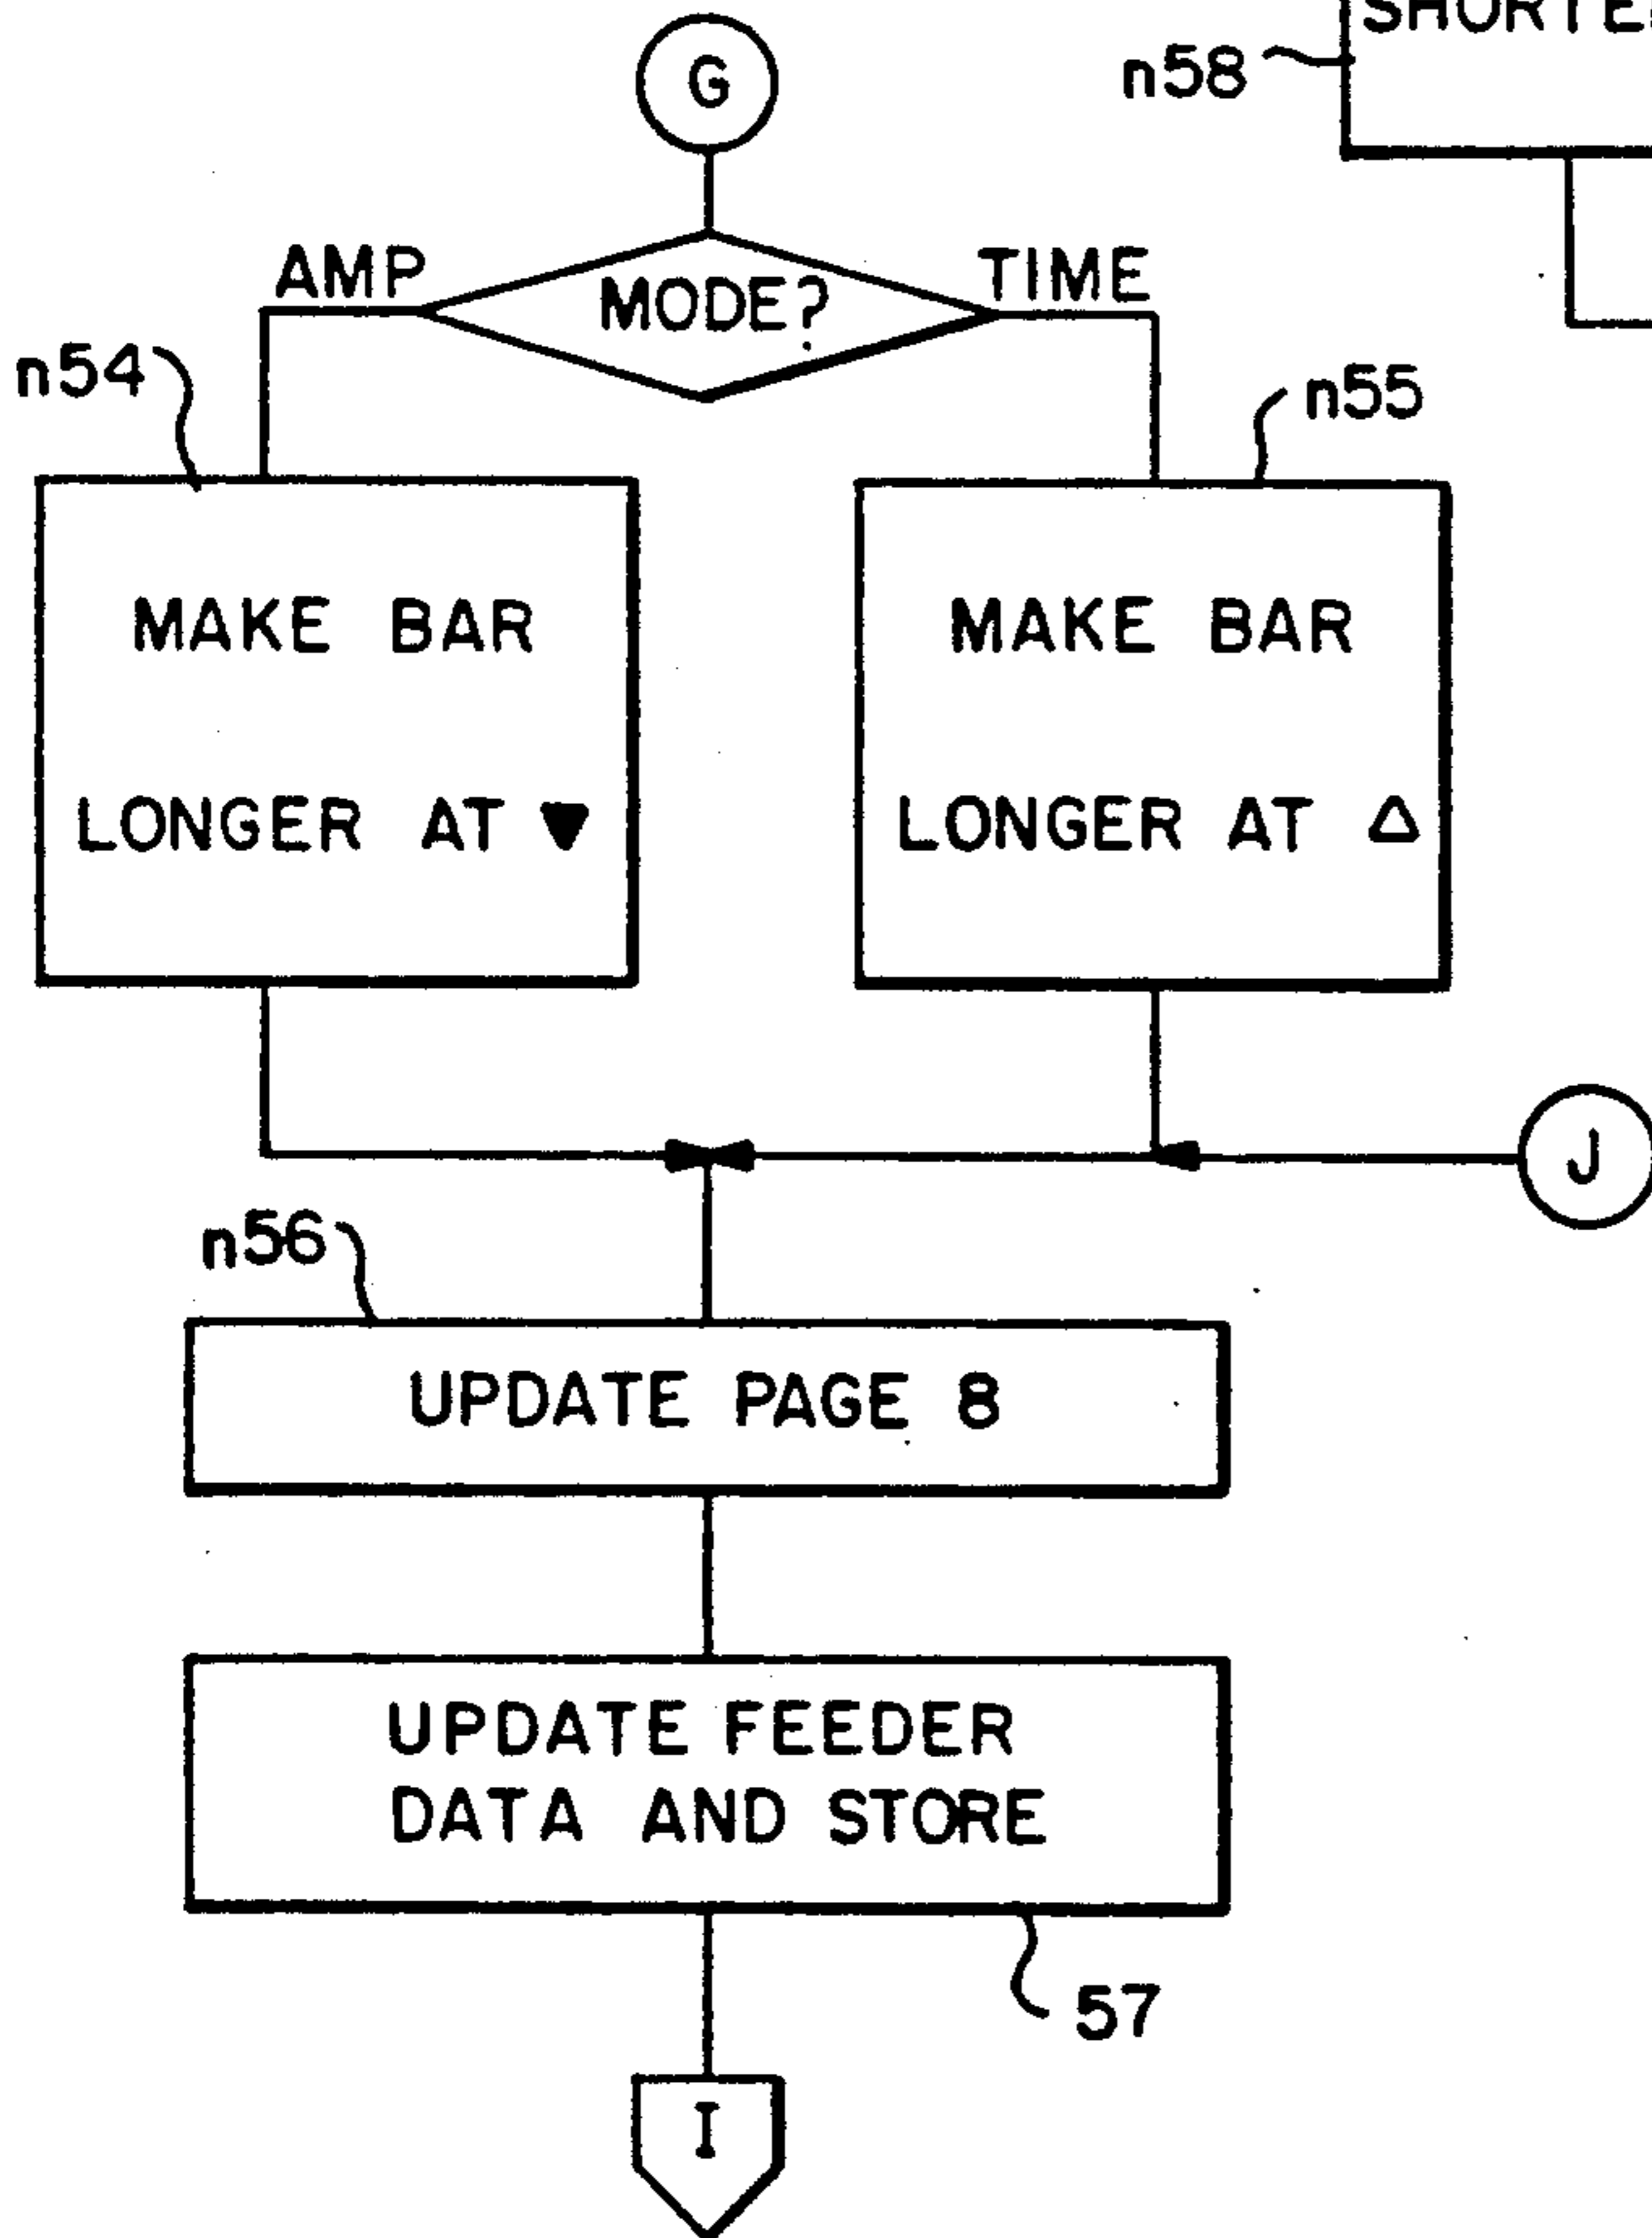 G
SHORTE
n58
AMP
MODE?
TIME
n54
n55
MAKE BAR
LONGER AT ▼
MAKE BAR
LONGER AT △
J
n56
UPDATE PAGE 8
UPDATE FEEDER
DATA AND STORE
57
I